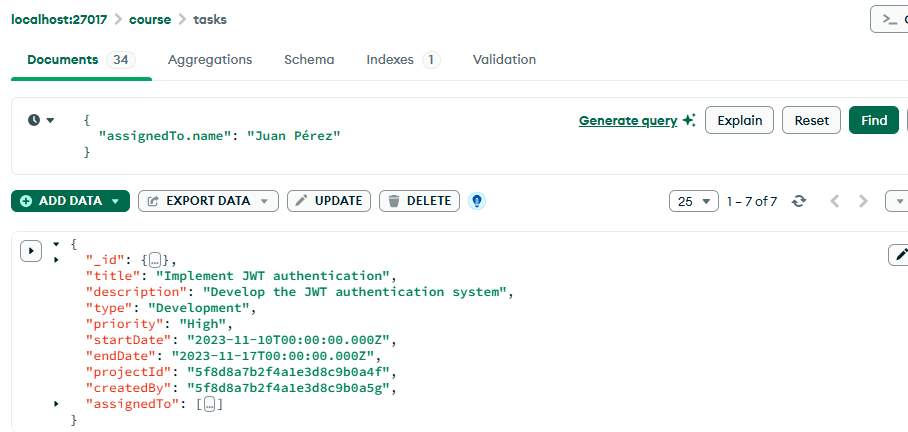 localhost:27017 > course > tasks
>_
Documents 34 Aggregations Schema Indexes 1 Validation
{
"assignedTo.name": "Juan Pérez"
}
Generate query Explain Reset Find
ADD DATA EXPORT DATA UPDATE DELETE 25 1 – 7 of 7
{
"_id": {…},
"title": "Implement JWT authentication",
"description": "Develop the JWT authentication system",
"type": "Development",
"priority": "High",
"startDate": "2023-11-10T00:00:00.000Z",
"endDate": "2023-11-17T00:00:00.000Z",
"projectId": "5f8d8a7b2f4a1e3d8c9b0a4f",
"createdBy": "5f8d8a7b2f4a1e3d8c9b0a5g",
"assignedTo": […]
}